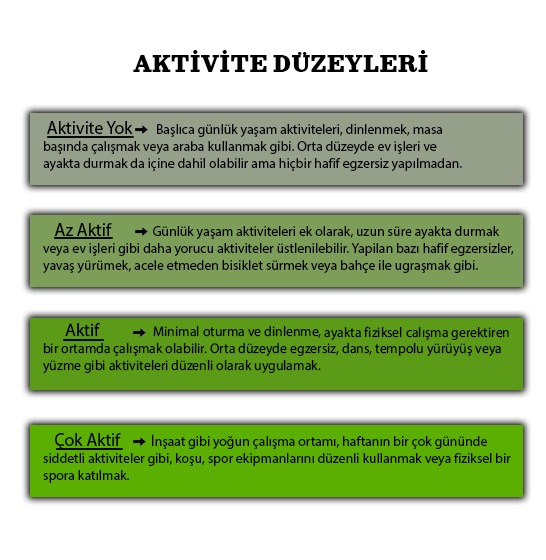 AKTİVİTE DÜZEYLERİ
Aktivite Yok → Başlıca günlük yaşam aktiviteleri, dinlenmek, masa
başında çalışmak veya araba kullanmak gibi. Orta düzeyde ev işleri ve
ayakta durmak da içine dahil olabilir ama hiçbir hafif egzersiz yapılmadan.
Az Aktif → Günlük yaşam aktiviteleri ek olarak, uzun süre ayakta durmak
veya ev işleri gibi daha yorucu aktiviteler üstlenilebilir. Yapılan bazı hafif egzersizler,
yavaş yürümek, acele etmeden bisiklet sürmek veya bahçe ile ugraşmak gibi.
Aktif → Minimal oturma ve dinlenme, ayakta fiziksel calışma gerektiren
bir ortamda çalışmak olabilir. Orta düzeyde egzersiz, dans, tempolu yürüyüş veya
yüzme gibi aktiviteleri düzenli olarak uygulamak.
Çok Aktif → İnşaat gibi yoğun çalışma ortamı, haftanın bir çok gününde
siddetli aktiviteler gibi, koşu, spor ekipmanlarını düzenli kullanmak veya fiziksel bir
spora katılmak.